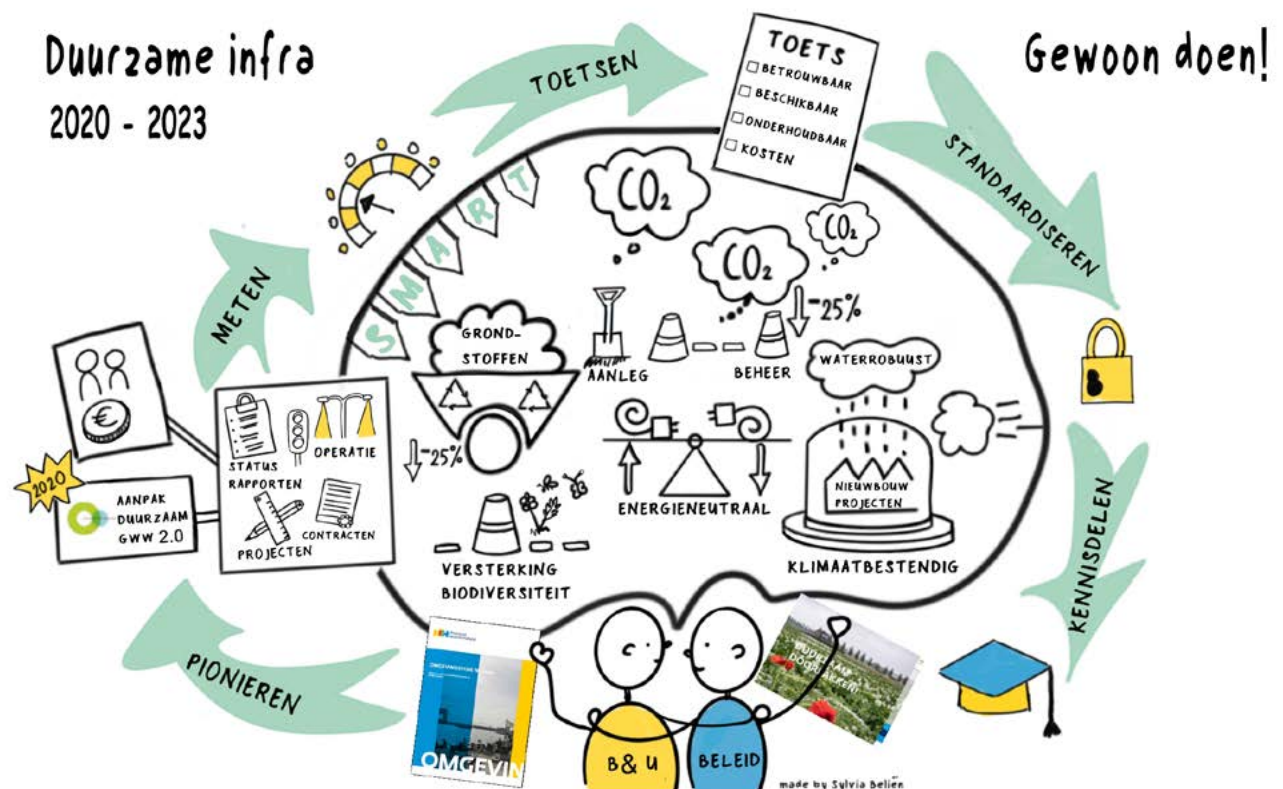 Duurzame infra
2020 - 2023
Gewoon doen!
TOETSEN
TOETS
BETROUWBAAR
BESCHIKBAAR
ONDERHOUDBAAR
KOSTEN
STANDAARDISEREN
METEN
SMART
CO2
CO2
CO2
-25%
GROND-
STOFFEN
AANLEG
BEHEER
WATERROBUUST
-25%
STATUS
RAPPORTEN
OPERATIE
PROJECTEN
CONTRACTEN
€
2020
AANPAK
DUURZAAM
GWW 2.0
ENERGIENEUTRAAL
NIEUWBOUW
PROJECTEN
KLIMAATBESTENDIG
VERSTERKING
BIODIVERSITEIT
KENNISDELEN
PIONIEREN
OMGEVIN
B & U
BELEID
made by Sylvia Beliën